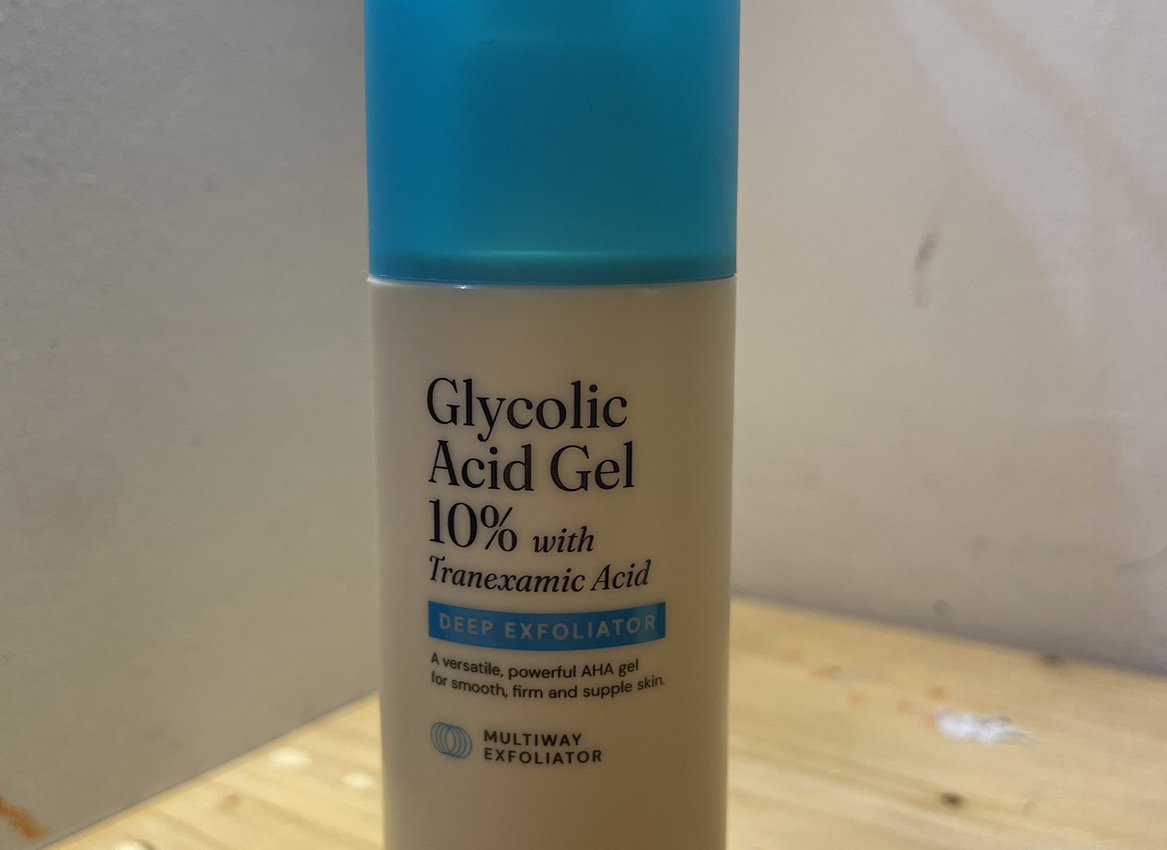 Glycolic
Acid Gel
10% with
Tranexamic Acid
DEEP EXFOLIATOR
A versatile, powerful AHA gel
for smooth, firm and supple skin.
MULTIWAY
EXFOLIATOR